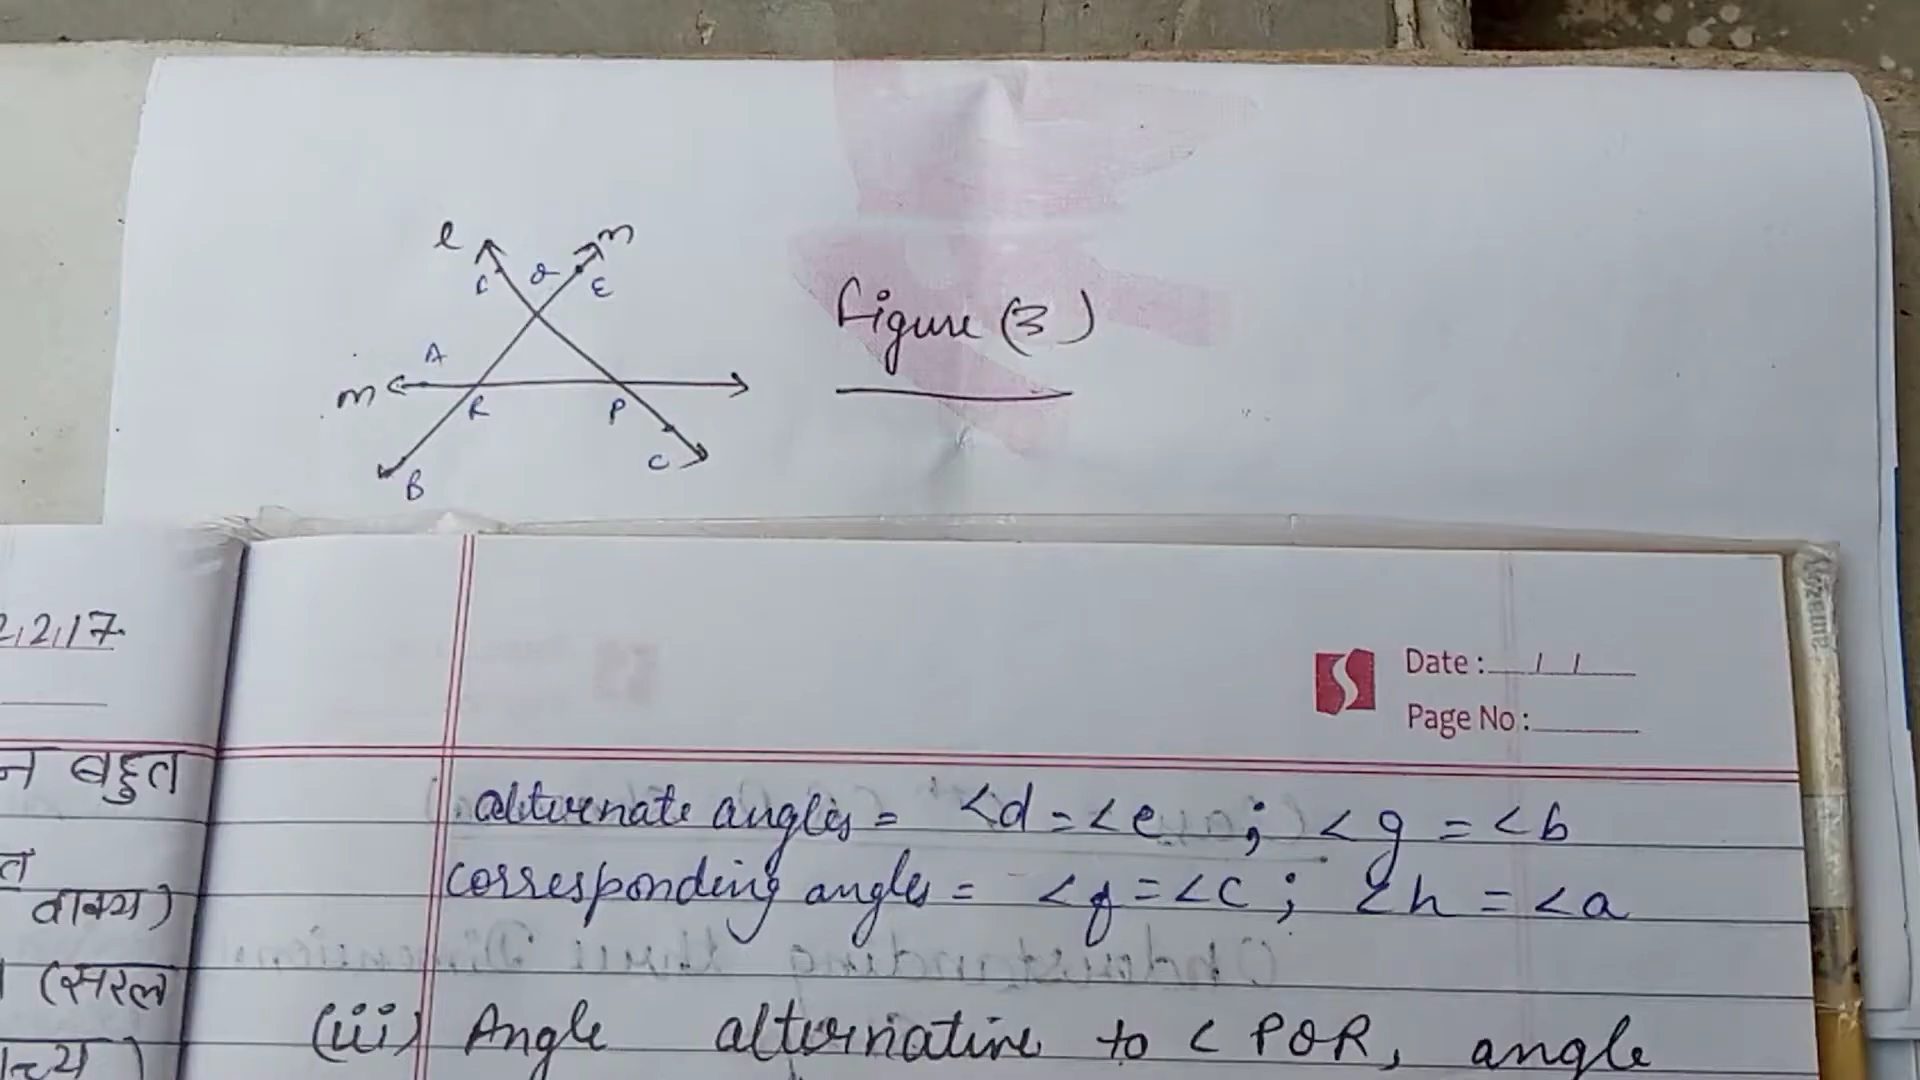 l
m
Q
E
Figure (3)
A
m
R
P
B
C
2/2/17
Date : / /
Page No :
न बहुत
alternate angles = <d = <e ; <g = <b
त
corresponding angles = <f = <c ; <h = <a
वाक्य)
(सरल
(iii) Angle alternative to < PQR, angle